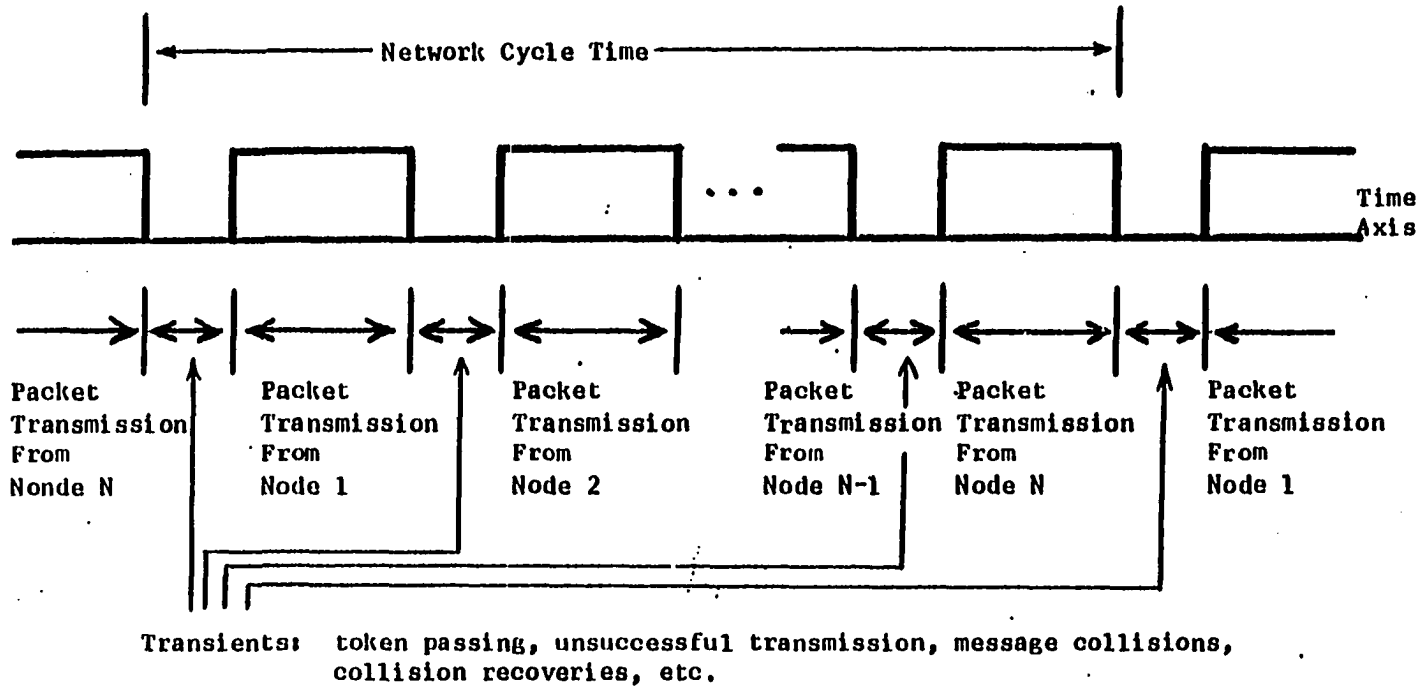 Network Cycle Time
Time
Axis
Packet
Transmission
From
Nonde N
Packet
Transmission
From
Node 1
Packet
Transmission
From
Node 2
Packet
Transmission
From
Node N-1
Packet
Transmission
From
Node N
Packet
Transmission
From
Node 1
Transients: token passing, unsuccessful transmission, message collisions,
collision recoveries, etc.